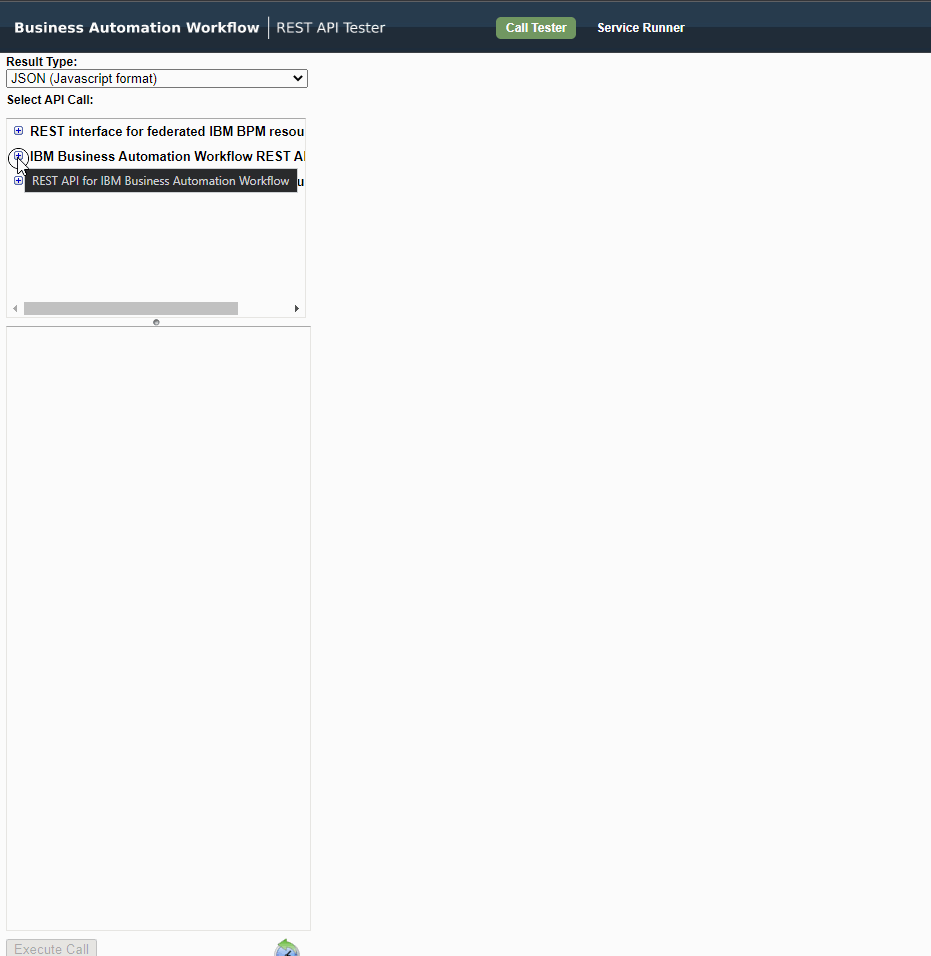 Business Automation Workflow REST API Tester Call Tester Service Runner
Result Type:
JSON (Javascript format)
Select API Call:
REST interface for federated IBM BPM resou
IBM Business Automation Workflow REST A
REST API for IBM Business Automation Workflow
Execute Call